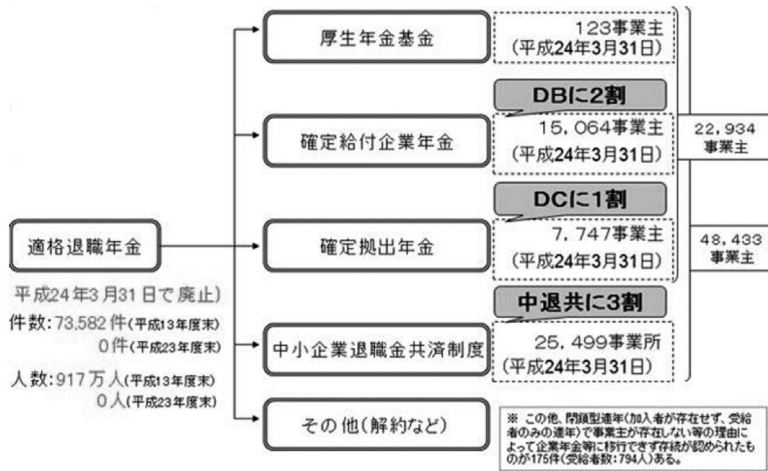 厚生年金基金
123事業主
(平成24年3月31日)
DBに2割
確定給付企業年金
15,064事業主
(平成24年3月31日)
22,934
事業主
DCに1割
確定拠出年金
7,747事業主
(平成24年3月31日)
48,433
事業主
適格退職年金
平成24年3月31日で廃止)
件数:73,582件(平成13年度末)
0件(平成23年度末)
人数:917万人(平成13年度末)
0人(平成23年度末)
中退共に3割
中小企業退職金共済制度
25,499事業所
(平成24年3月31日)
その他(解約など)
※ この他、閉鎖型適年(加入者が存在せず、受給
者のみの適年)で事業主が存在しない等の理由に
よって企業年金等に移行できず存続が認められたも
のが175件(受給者数:794人)ある。